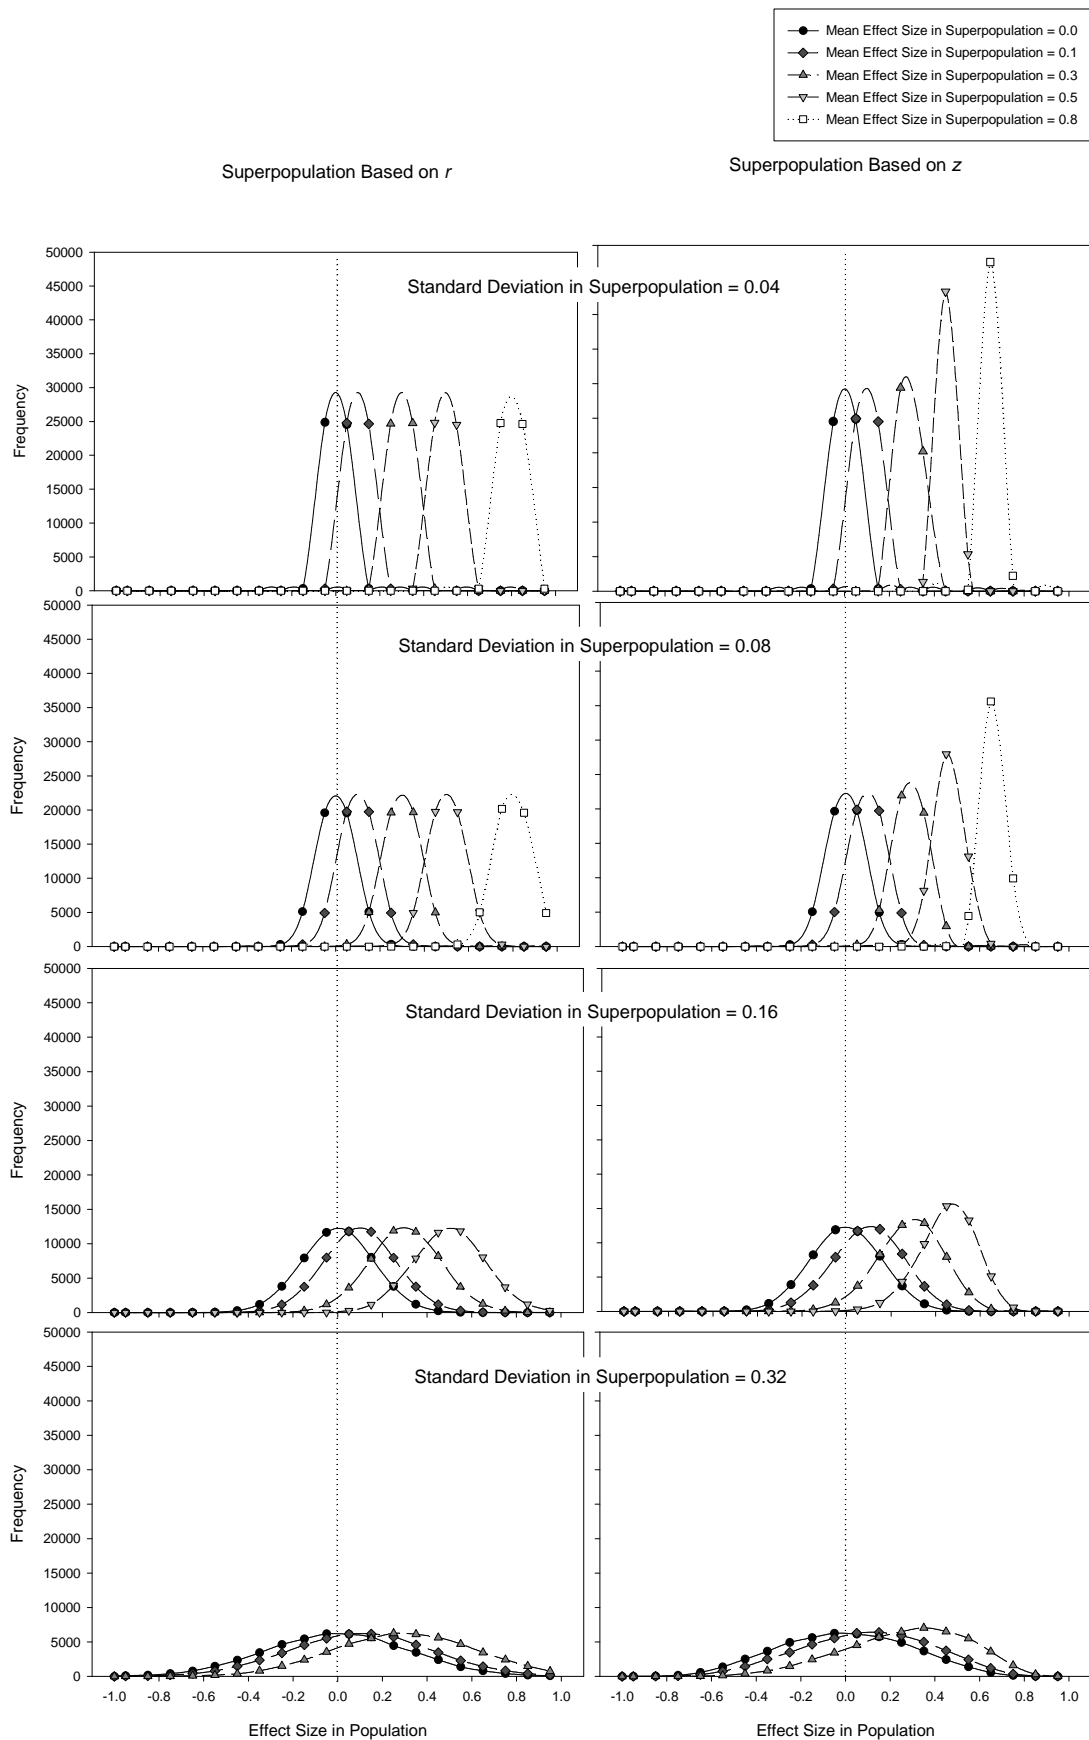 Mean Effect Size in Superpopulation = 0.0
Mean Effect Size in Superpopulation = 0.1
Mean Effect Size in Superpopulation = 0.3
Mean Effect Size in Superpopulation = 0.5
Mean Effect Size in Superpopulation = 0.8
Superpopulation Based on r
Superpopulation Based on z
Standard Deviation in Superpopulation = 0.04
Frequency
50000
45000
40000
35000
30000
25000
20000
15000
10000
5000
0
Standard Deviation in Superpopulation = 0.08
Frequency
50000
45000
40000
35000
30000
25000
20000
15000
10000
5000
0
Standard Deviation in Superpopulation = 0.16
Frequency
50000
45000
40000
35000
30000
25000
20000
15000
10000
5000
0
Standard Deviation in Superpopulation = 0.32
Frequency
50000
45000
40000
35000
30000
25000
20000
15000
10000
5000
0
-1.0 -0.8 -0.6 -0.4 -0.2 0.0 0.2 0.4 0.6 0.8 1.0
-1.0 -0.8 -0.6 -0.4 -0.2 0.0 0.2 0.4 0.6 0.8 1.0
Effect Size in Population
Effect Size in Population